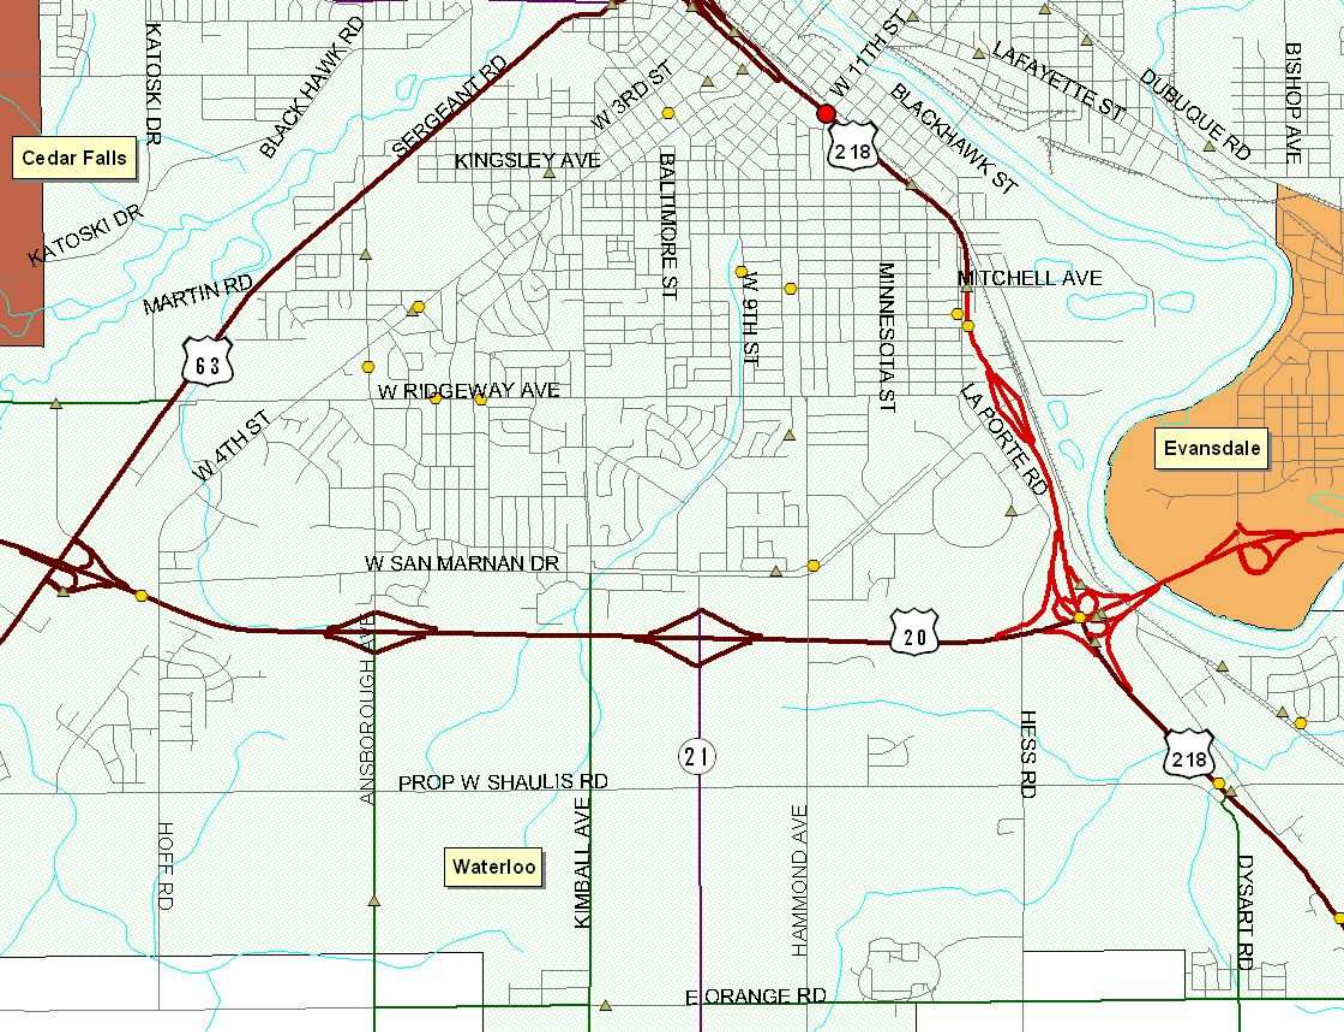 KATOSKI DR
BLACK HAWK RD
SERGEANT RD
W 3RD ST
W 11TH ST
LAFAYETTE ST
DUBUQUE RD
BISHOP AVE
BLACKHAWK ST
218
Cedar Falls
KINGSLEY AVE
BALTIMORE ST
KATOSKI DR
MARTIN RD
W 9TH ST
MINNESOTA ST
MITCHELL AVE
63
W RIDGEWAY AVE
W 4TH ST
LA PORTE RD
Evansdale
W SAN MARNAN DR
20
ANSBOROUGH AVE
21
HESS RD
218
PROP W SHAULIS RD
HOFF RD
KIMBALL AVE
HAMMOND AVE
Waterloo
DYSART RD
E ORANGE RD